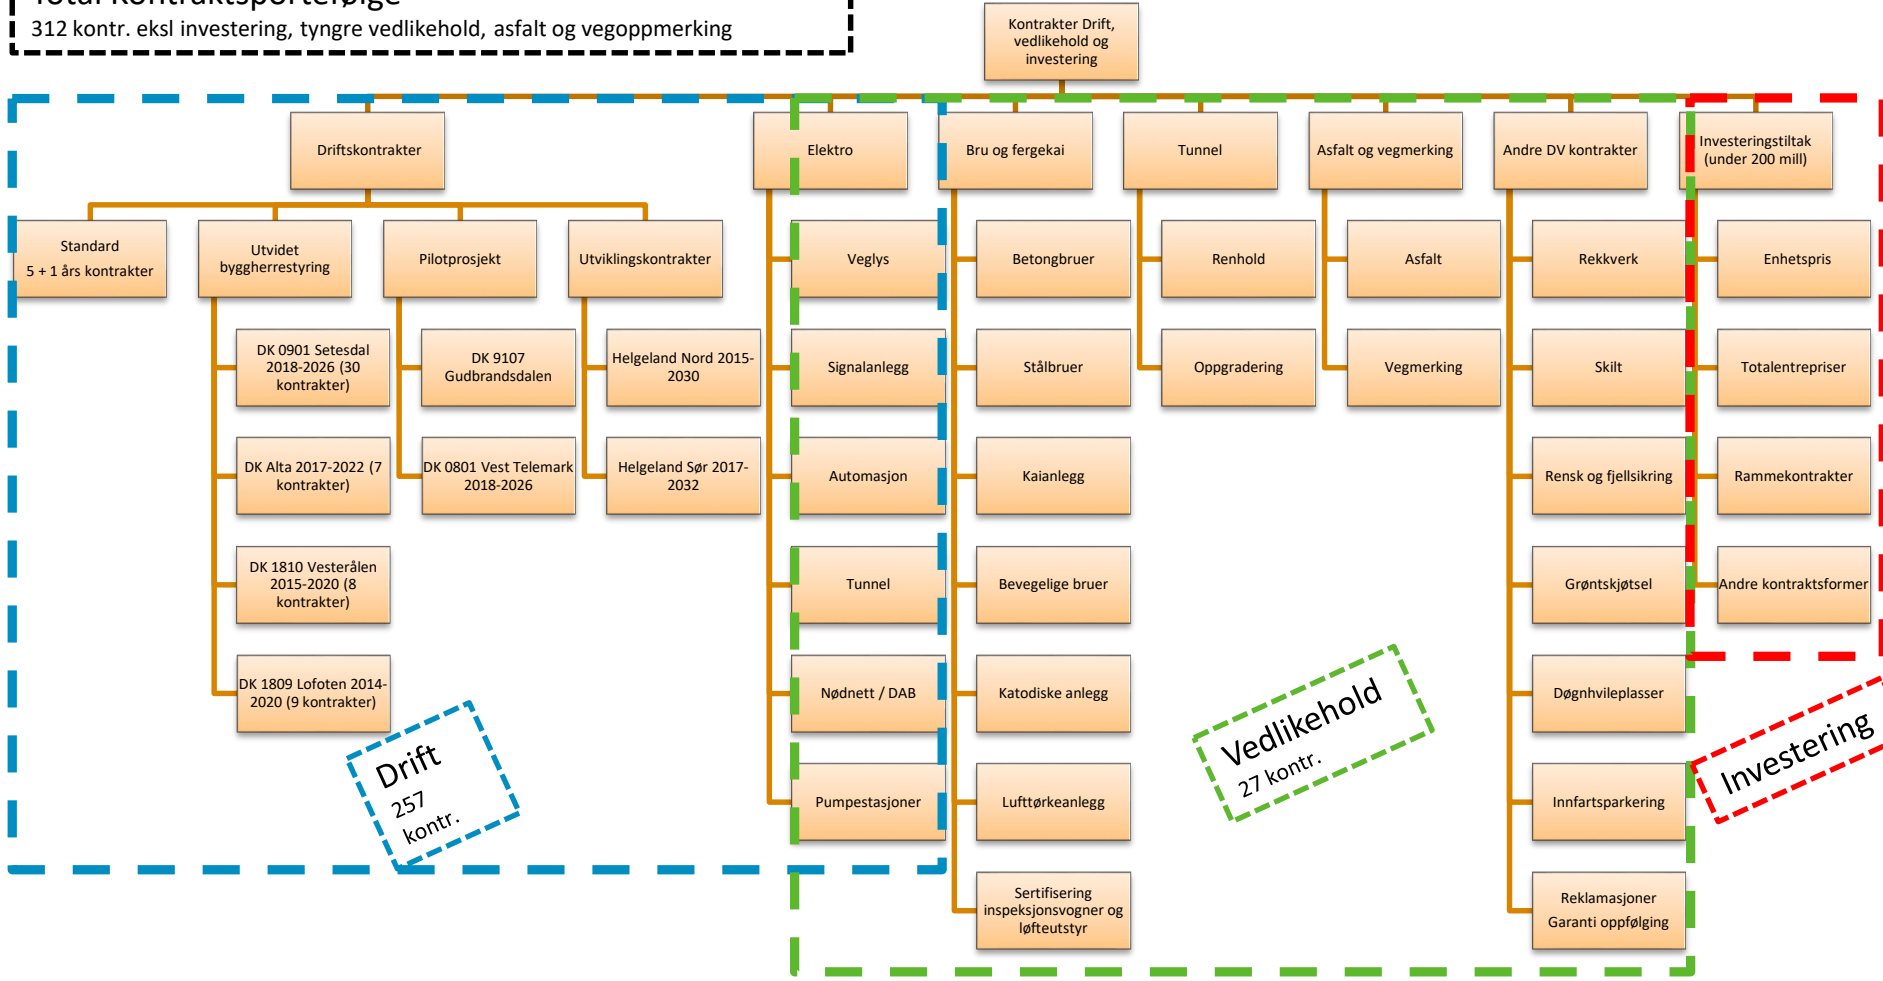 Total Kontraktsportefølge
312 kontr. eksl investering, tyngre vedlikehold, asfalt og vegoppmerking
Kontrakter Drift,
vedlikehold og
investering
Driftskontrakter
Elektro
Bru og fergekai
Tunnel
Asfalt og vegmerking
Andre DV kontrakter
Investeringstiltak
(under 200 mill)
Standard
5 + 1 års kontrakter
Utvidet
byggherrestyring
Pilotprosjekt
Utviklingskontrakter
DK 0901 Setesdal
2018-2026 (30
kontrakter)
DK Alta 2017-2022 (7
kontrakter)
DK 1810 Vesterålen
2015-2020 (8
kontrakter)
DK 1809 Lofoten 2014-
2020 (9 kontrakter)
DK 9107
Gudbrandsdalen
DK 0801 Vest Telemark
2018-2026
Helgeland Nord 2015-
2030
Helgeland Sør 2017-
2032
Veglys
Signalanlegg
Automasjon
Tunnel
Nødnett / DAB
Pumpestasjoner
Betongbruer
Stålbruer
Kaianlegg
Bevegelige bruer
Katodiske anlegg
Lufttørkeanlegg
Sertifisering
inspeksjonsvogner og
løfteutstyr
Renhold
Oppgradering
Asfalt
Vegmerking
Rekkverk
Skilt
Rensk og fjellsikring
Grøntskjøtsel
Døgnhvileplasser
Innfartsparkering
Reklamasjoner
Garanti oppfølging
Enhetspris
Totalentrepriser
Rammekontrakter
Andre kontraktsformer
Drift
257
kontr.
Vedlikehold
27 kontr.
Investering